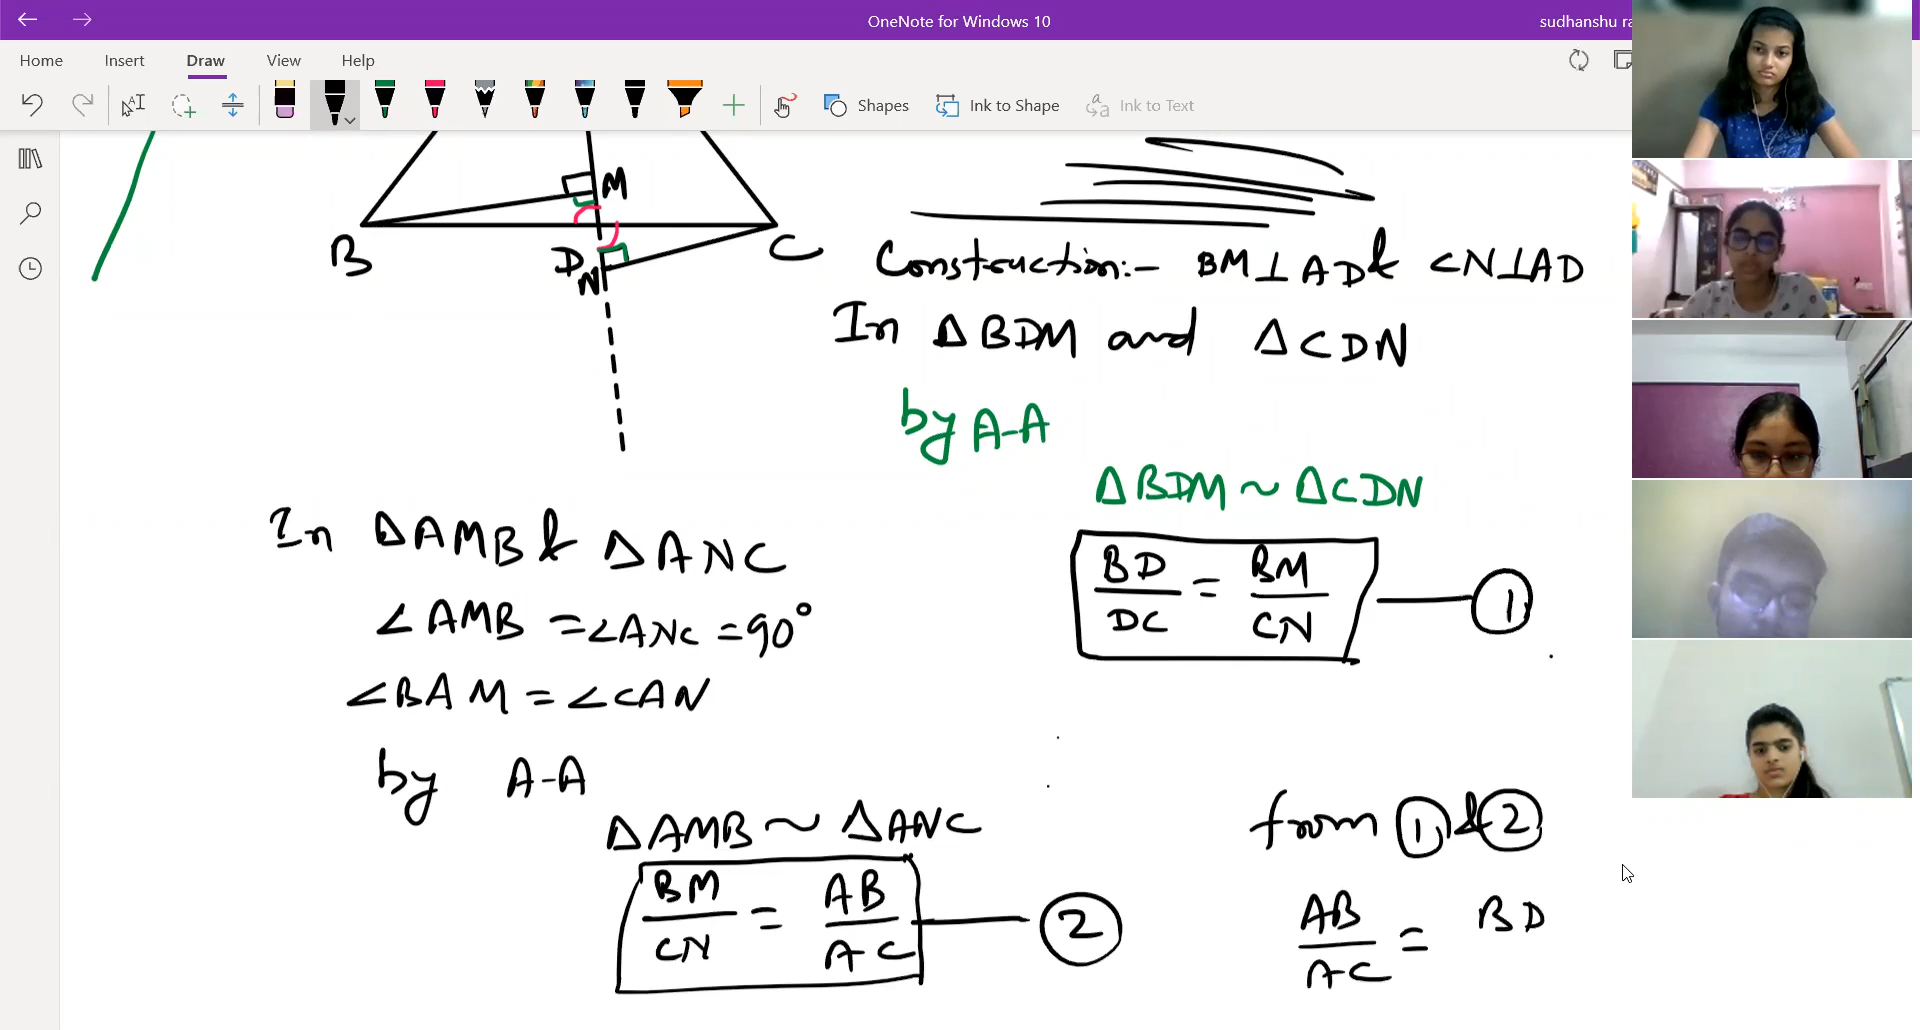 OneNote for Windows 10
sudhanshu ra
Home Insert Draw View Help
Shapes Ink to Shape Ink to Text
M
B
D
N
C
Construction:- BM⊥AD & CN⊥AD
In ΔBDM and ΔCDN
by A-A
ΔBDM ~ ΔCDN
BD/DC = BM/CN — 1
In ΔAMB & ΔANC
∠AMB = ∠ANC = 90°
∠BAM = ∠CAN
by A-A
ΔAMB ~ ΔANC
BM/CN = AB/AC — 2
from 1 & 2
AB/AC = BD